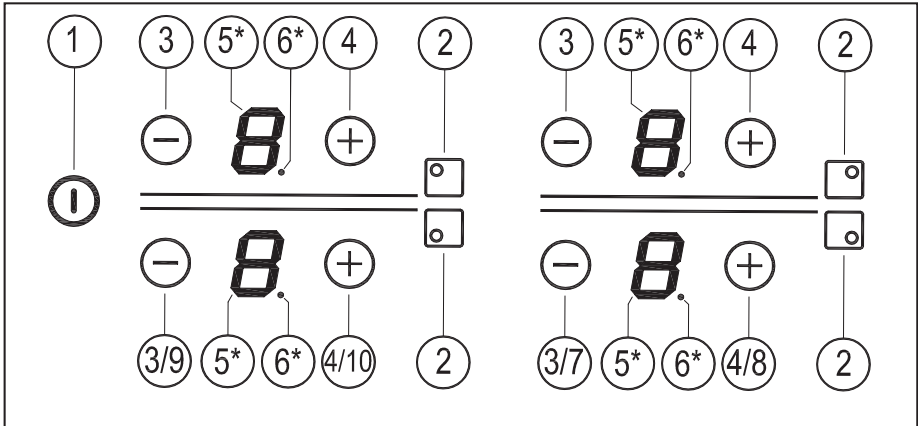 1 3 5* 6* 4 2 3 5* 6* 4 2
− 8. + − 8. +
− 8. + − 8. +
3/9 5* 6* 4/10 2 3/7 5* 6* 4/8 2